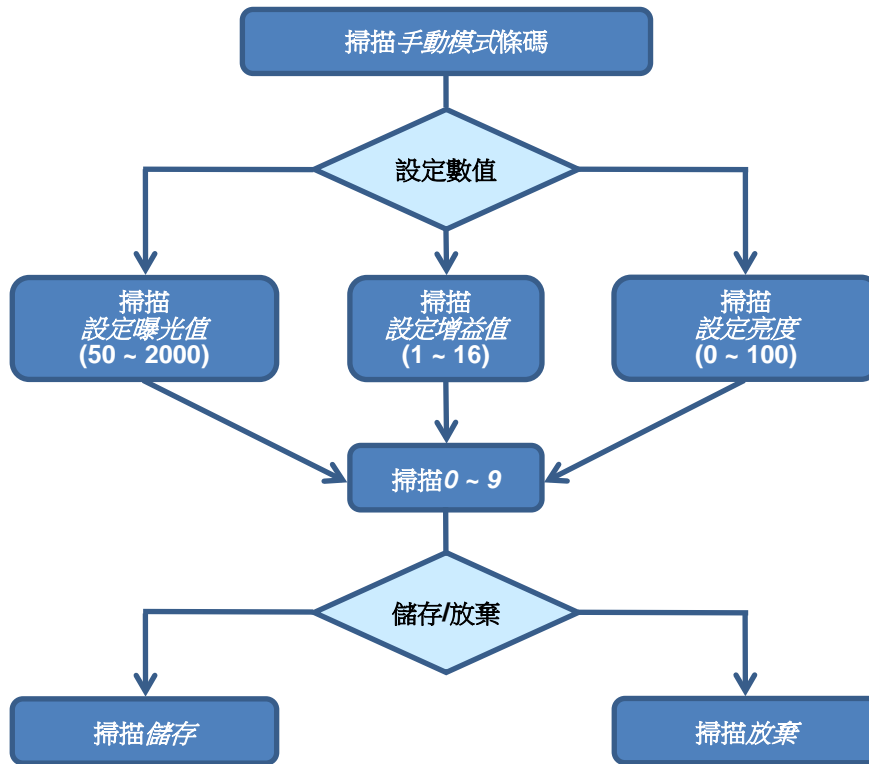 掃描手動模式條碼
設定數值
掃描
設定曝光值
(50 ~ 2000)
掃描
設定增益值
(1 ~ 16)
掃描
設定亮度
(0 ~ 100)
掃描0 ~ 9
儲存/放棄
掃描儲存
掃描放棄